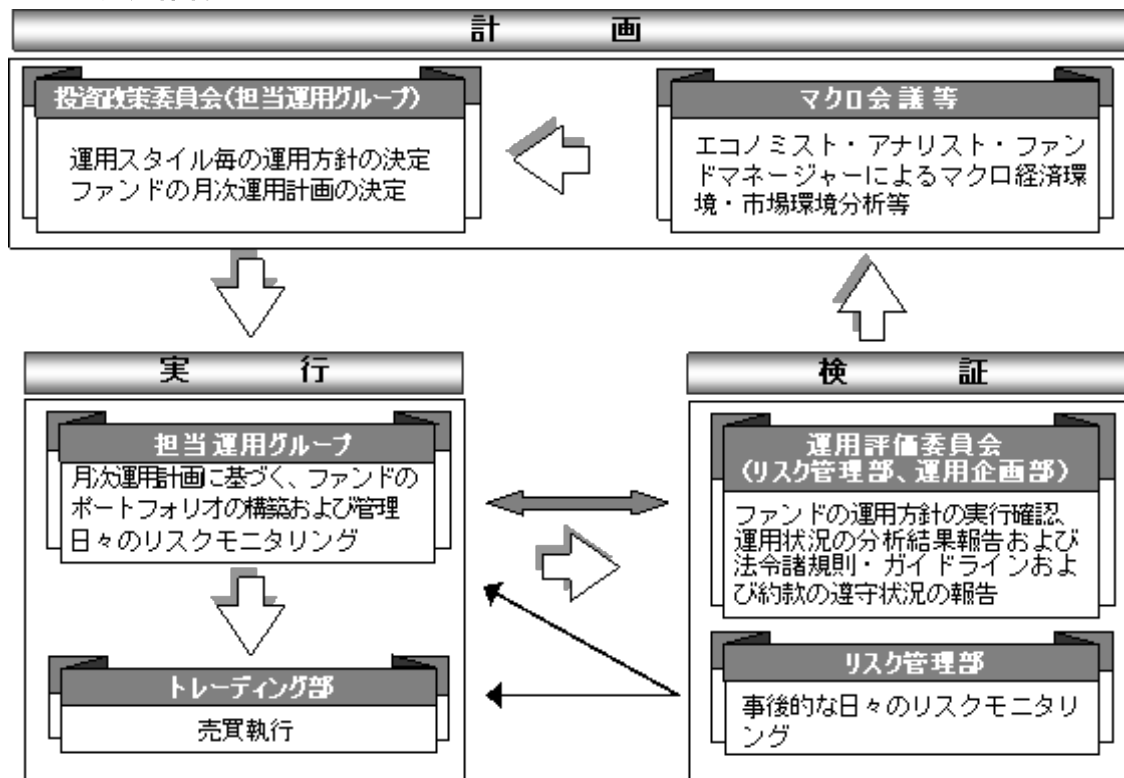 計 画
投資政策委員会(担当運用グループ)
運用スタイル毎の運用方針の決定
ファンドの月次運用計画の決定
マクロ会議等
エコノミスト・アナリスト・ファン
ドマネージャーによるマクロ経済環
境・市場環境分析等
実 行
担当運用グループ
月次運用計画に基づく、ファンドの
ポートフォリオの構築および管理
日々のリスクモニタリング
トレーディング部
売買執行
検 証
運用評価委員会
(リスク管理部、運用企画部)
ファンドの運用方針の実行確認、
運用状況の分析結果報告および
法令諸規則・ガイドラインおよ
び約款の遵守状況の報告
リスク管理部
事後的な日々のリスクモニタリ
ング